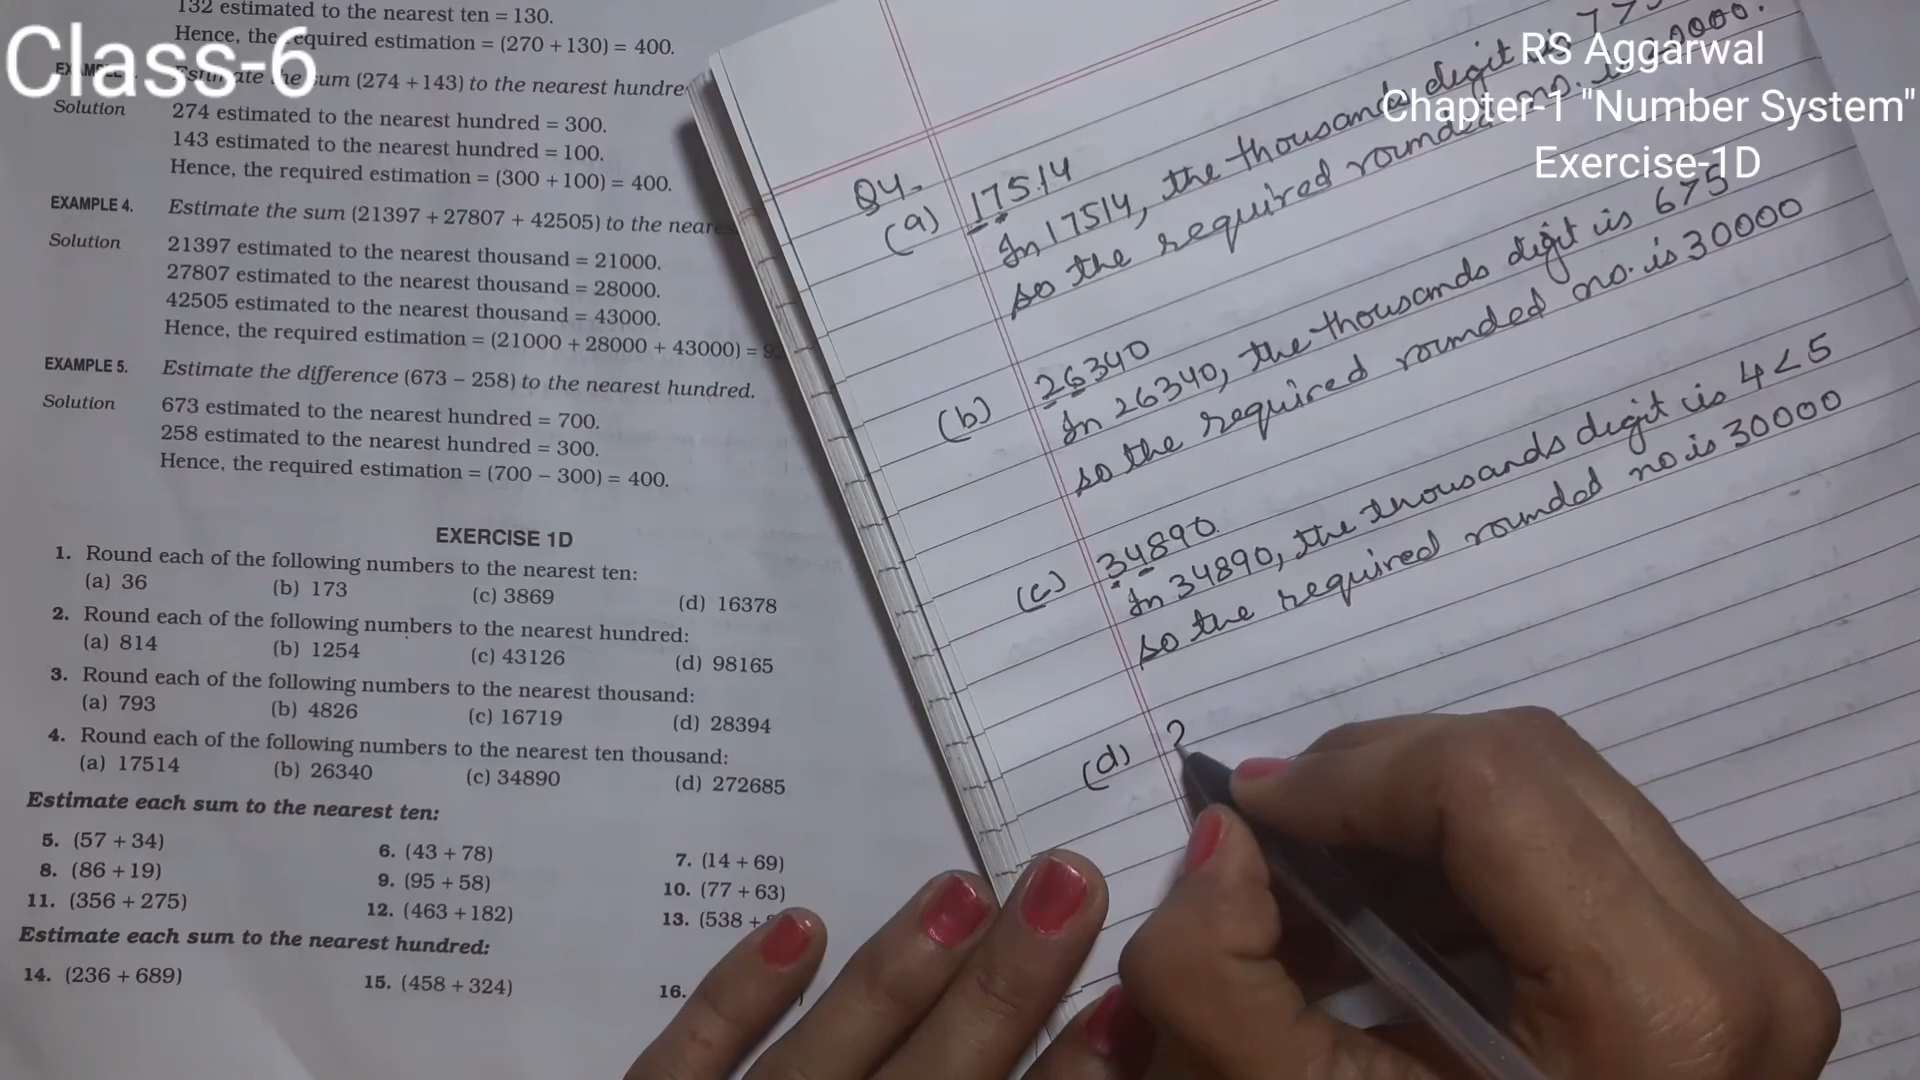 Class-6
RS Aggarwal
Chapter-1 "Number System"
Exercise-1D
132 estimated to the nearest ten = 130.
Hence, the required estimation = (270 + 130) = 400.
Estimate the sum (274 + 143) to the nearest
Solution 274 estimated to the nearest hundred = 300.
143 estimated to the nearest hundred = 100.
Hence, the required estimation = (300 + 100) = 400.
EXAMPLE 4. Estimate the sum (21397 + 27807 + 42505) to the
Solution 21397 estimated to the nearest thousand = 21000.
27807 estimated to the nearest thousand = 28000.
42505 estimated to the nearest thousand = 43000.
Hence, the required estimation = (21000 + 28000 + 43000) =
EXAMPLE 5. Estimate the difference (673 – 258) to the nearest hundred.
Solution 673 estimated to the nearest hundred = 700.
258 estimated to the nearest hundred = 300.
Hence, the required estimation = (700 – 300) = 400.
EXERCISE 1D
1. Round each of the following numbers to the nearest ten:
(a) 36 (b) 173 (c) 3869 (d) 16378
2. Round each of the following numbers to the nearest hundred:
(a) 814 (b) 1254 (c) 43126 (d) 98165
3. Round each of the following numbers to the nearest thousand:
(a) 793 (b) 4826 (c) 16719 (d) 28394
4. Round each of the following numbers to the nearest ten thousand:
(a) 17514 (b) 26340 (c) 34890 (d) 272685
Estimate each sum to the nearest ten:
5. (57 + 34) 6. (43 + 78) 7. (14 + 69)
8. (86 + 19) 9. (95 + 58) 10. (77 + 63)
11. (356 + 275) 12. (463 + 182) 13. (538 +
Estimate each sum to the nearest hundred:
14. (236 + 689) 15. (458 + 324) 16.
Q4.
(a) 17514
In 17514, the thousands digit is 7>
so the required rounded no. is
(b) 26340
In 26340, the thousands digit is 6>5
so the required rounded no. is 30000
(c) 34890.
In 34890, the thousands digit is 4<5
so the required rounded no is 30000
(d) 2